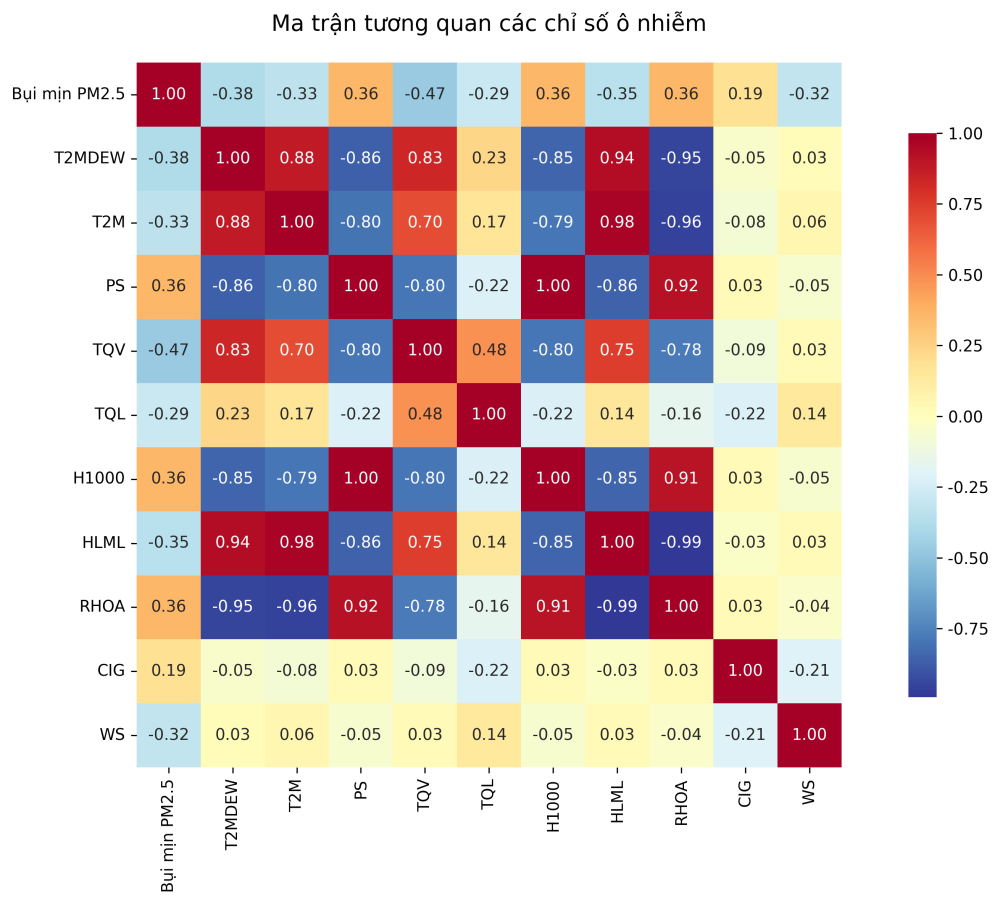 Ma trận tương quan các chỉ số ô nhiễm
Bụi mịn PM2.5 1.00 -0.38 -0.33 0.36 -0.47 -0.29 0.36 -0.35 0.36 0.19 -0.32
T2MDEW -0.38 1.00 0.88 -0.86 0.83 0.23 -0.85 0.94 -0.95 -0.05 0.03
T2M -0.33 0.88 1.00 -0.80 0.70 0.17 -0.79 0.98 -0.96 -0.08 0.06
PS 0.36 -0.86 -0.80 1.00 -0.80 -0.22 1.00 -0.86 0.92 0.03 -0.05
TQV -0.47 0.83 0.70 -0.80 1.00 0.48 -0.80 0.75 -0.78 -0.09 0.03
TQL -0.29 0.23 0.17 -0.22 0.48 1.00 -0.22 0.14 -0.16 -0.22 0.14
H1000 0.36 -0.85 -0.79 1.00 -0.80 -0.22 1.00 -0.85 0.91 0.03 -0.05
HLML -0.35 0.94 0.98 -0.86 0.75 0.14 -0.85 1.00 -0.99 -0.03 0.03
RHOA 0.36 -0.95 -0.96 0.92 -0.78 -0.16 0.91 -0.99 1.00 0.03 -0.04
CIG 0.19 -0.05 -0.08 0.03 -0.09 -0.22 0.03 -0.03 0.03 1.00 -0.21
WS -0.32 0.03 0.06 -0.05 0.03 0.14 -0.05 0.03 -0.04 -0.21 1.00
Bụi mịn PM2.5 T2MDEW T2M PS TQV TQL H1000 HLML RHOA CIG WS
1.00
0.75
0.50
0.25
0.00
-0.25
-0.50
-0.75